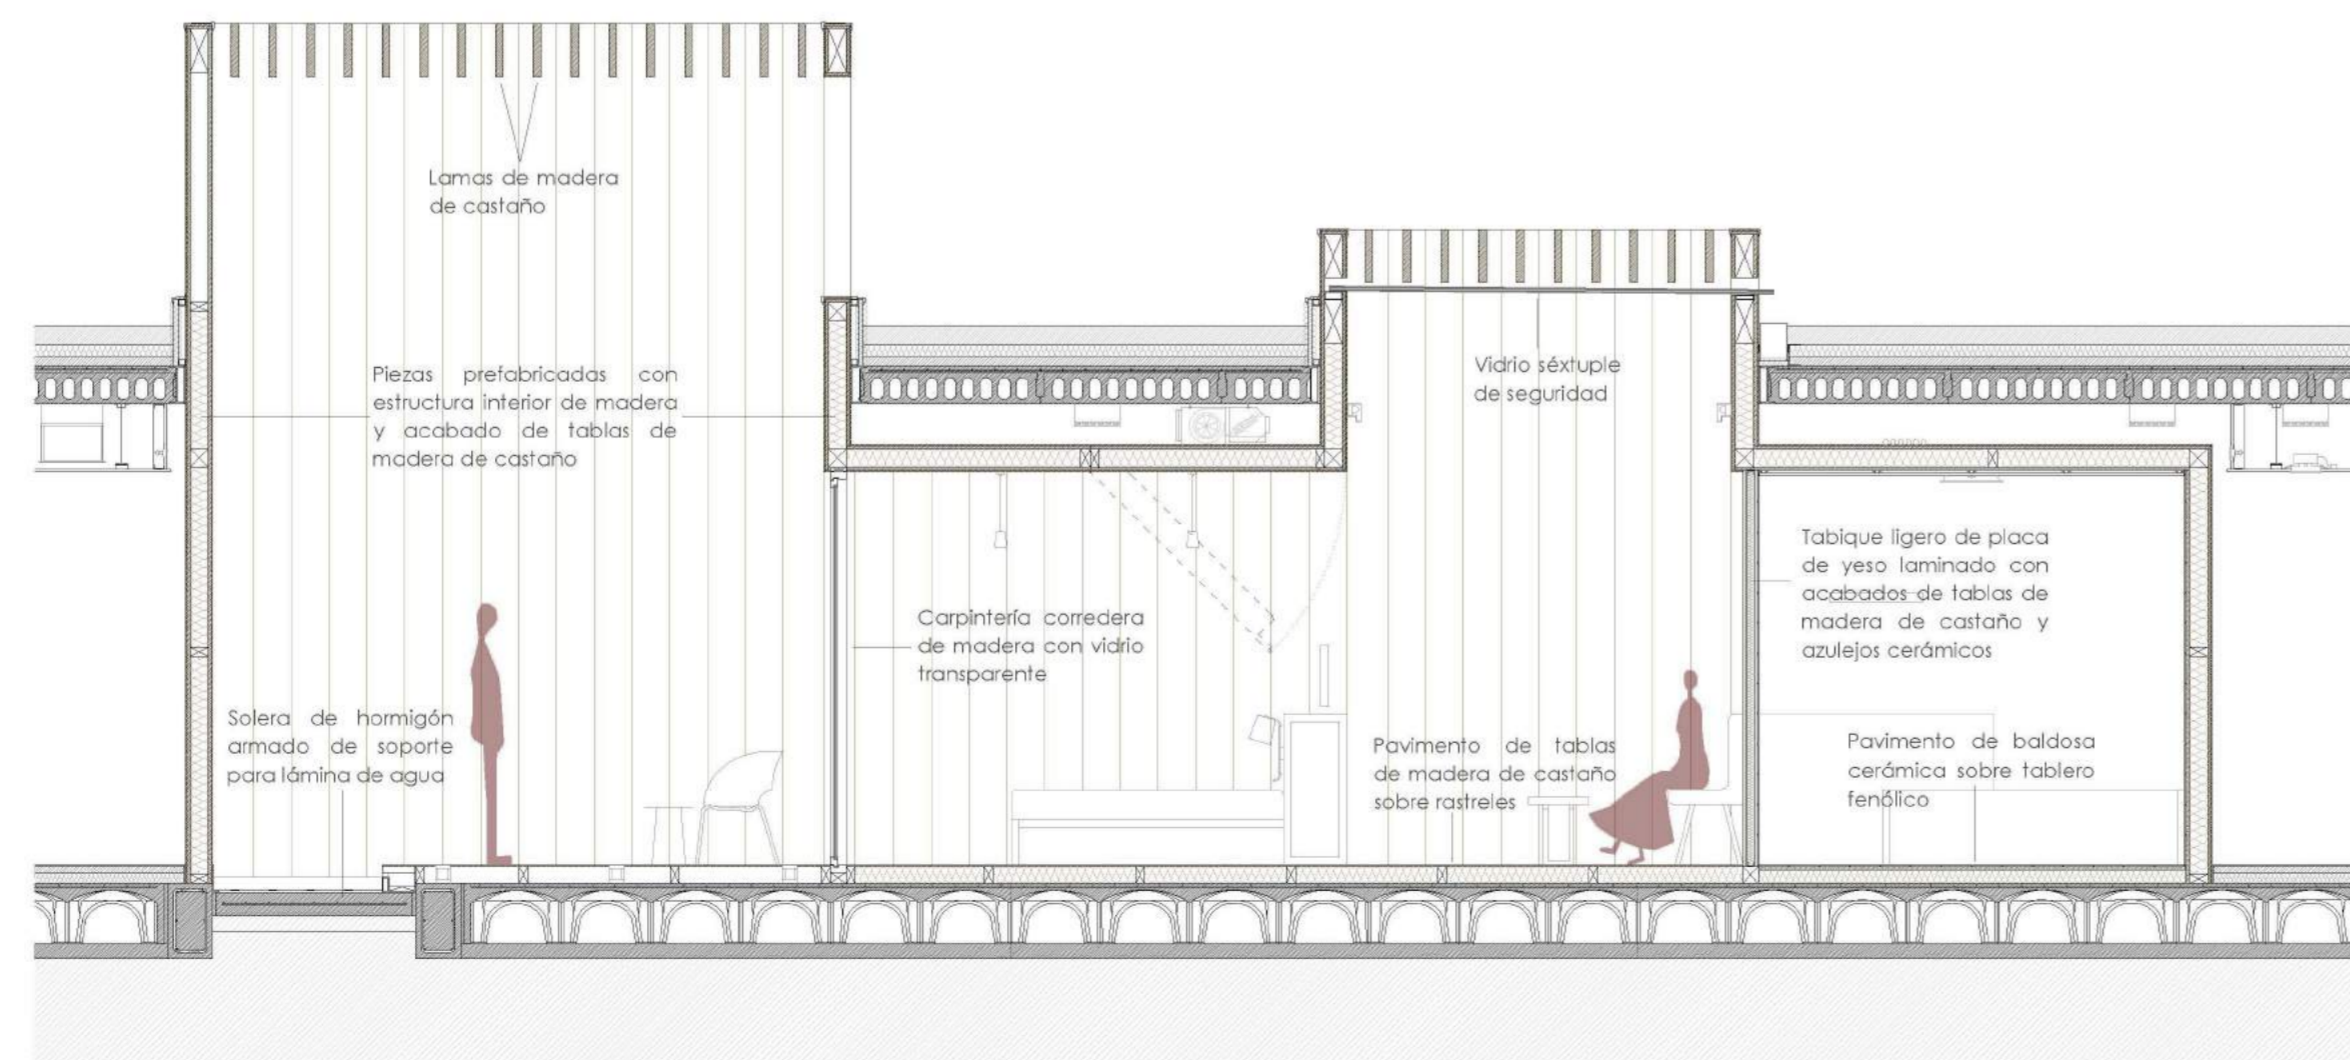 Lamas de madera
de castaño
Piezas prefabricadas con
estructura interior de madera
y acabado de tablas de
madera de castaño
Vidrio séxtuple
de seguridad
Tabique ligero de placa
de yeso laminado con
acabados de tablas de
madera de castaño y
azulejos cerámicos
Carpintería corredera
de madera con vidrio
transparente
Solera de hormigón
armado de soporte
para lámina de agua
Pavimento de tablas
de madera de castaño
sobre rastreles
Pavimento de baldosa
cerámica sobre tablero
fenólico